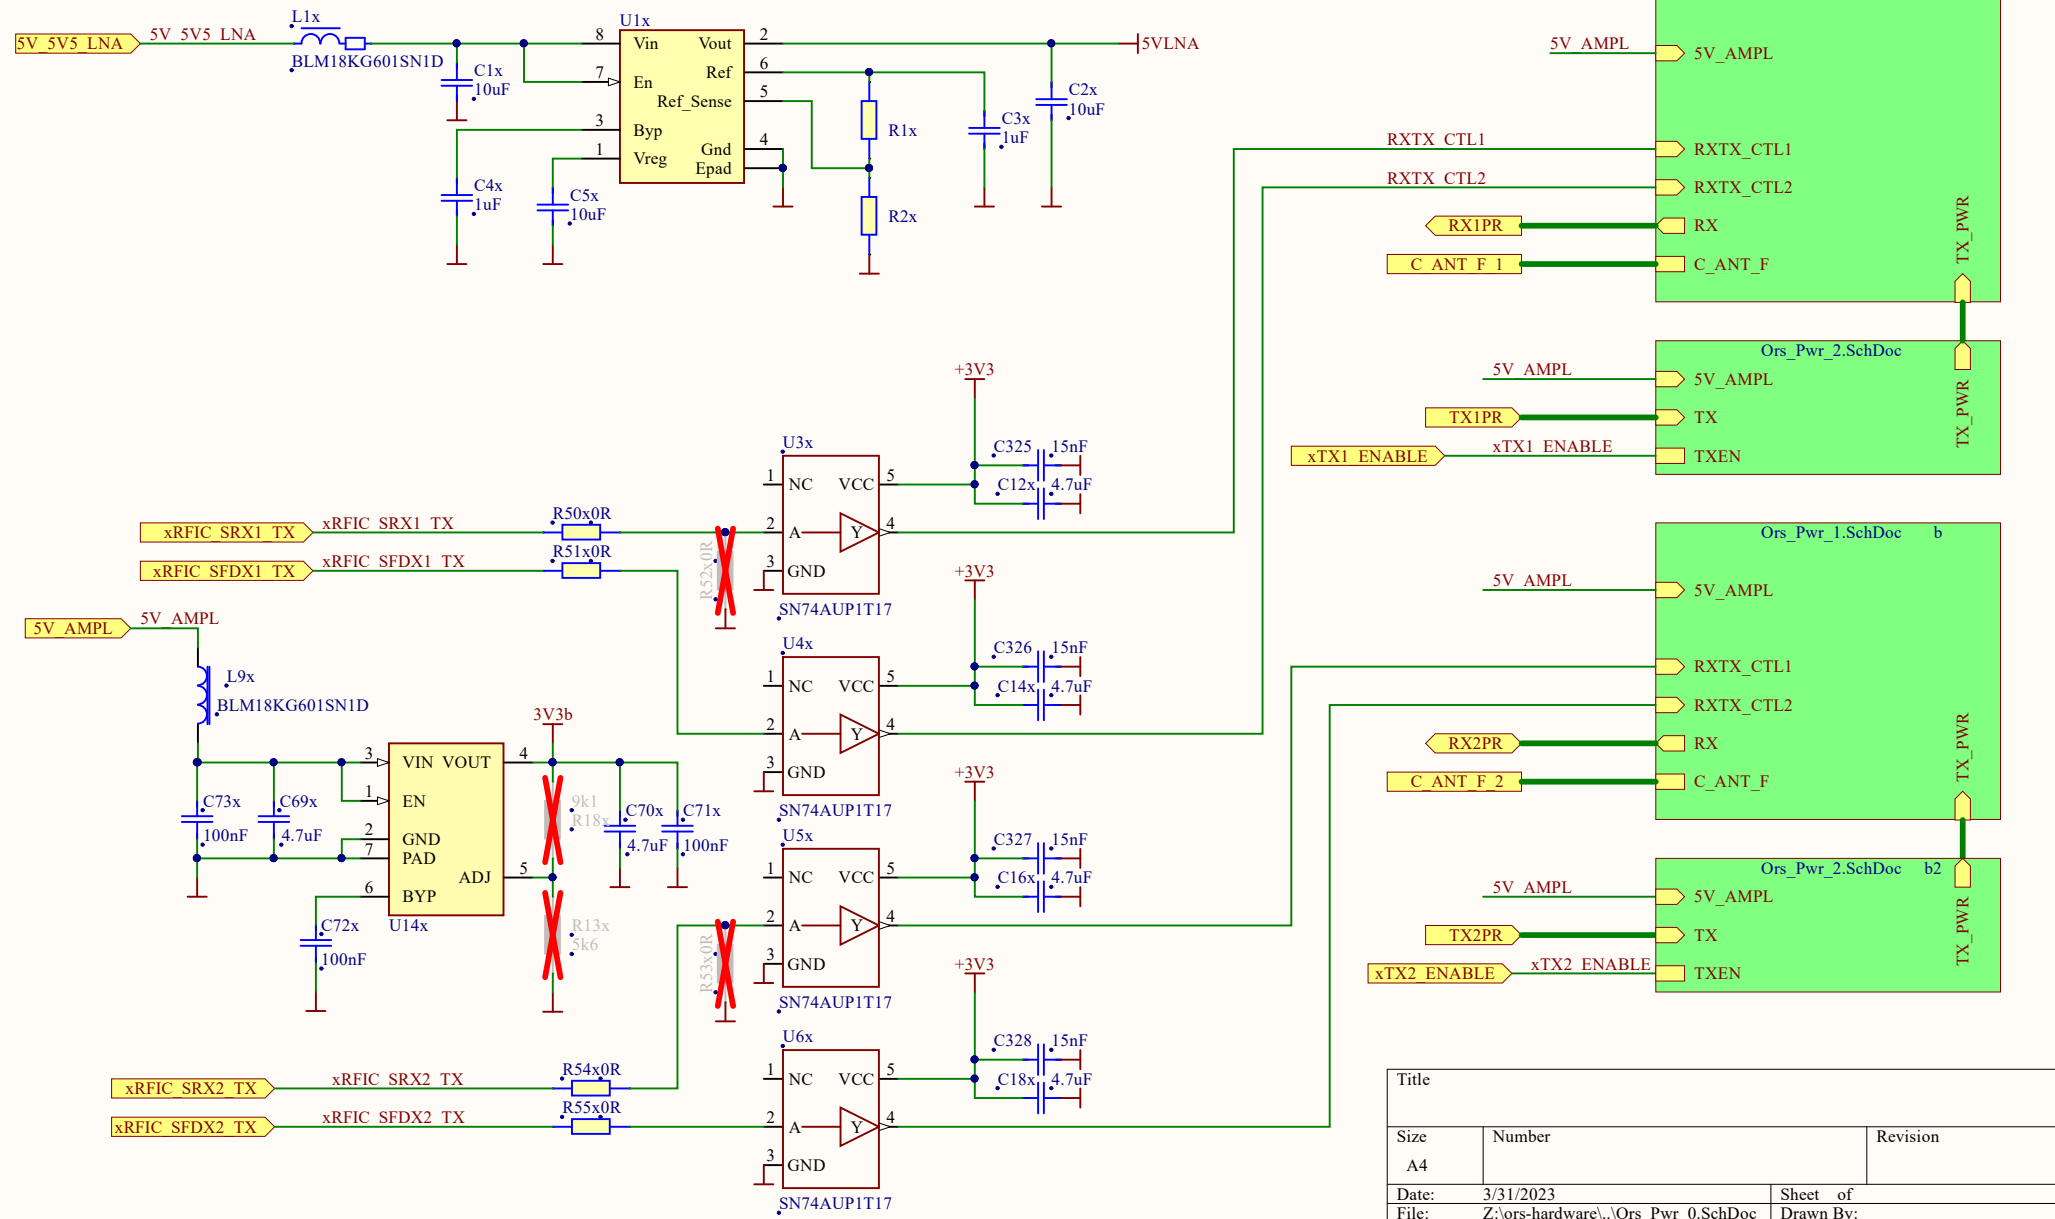 5V_5V5_LNA
5V_5V5_LNA
L1x
BLM18KG601SN1D
C1x
10uF
U1x
8 Vin
7 En
3 Byp
1 Vreg
Vout 2
Ref 6
Ref_Sense 5
Gnd 4
Epad
5VLNA
C4x
1uF
C5x
10uF
R1x
R2x
C3x
1uF
C2x
10uF
5V_AMPL
5V_AMPL
RXTX_CTL1
RXTX_CTL1
RXTX_CTL2
RXTX_CTL2
RX1PR
RX
C_ANT_F_1
C_ANT_F
TX_PWR
Ors_Pwr_2.SchDoc
5V_AMPL
5V_AMPL
TX1PR
TX
xTX1_ENABLE
xTX1_ENABLE
TXEN
TX_PWR
+3V3
U3x
C325 15nF
C12x 4.7uF
1 NC VCC 5
2 A Y 4
3 GND
SN74AUP1T17
xRFIC_SRX1_TX
xRFIC_SRX1_TX
R50x0R
xRFIC_SFDX1_TX
xRFIC_SFDX1_TX
R51x0R
R52x0R
+3V3
U4x
C326 15nF
C14x 4.7uF
1 NC VCC 5
2 A Y 4
3 GND
SN74AUP1T17
Ors_Pwr_1.SchDoc b
5V_AMPL
5V_AMPL
RXTX_CTL1
RXTX_CTL2
RX2PR
RX
C_ANT_F_2
C_ANT_F
TX_PWR
5V_AMPL
5V_AMPL
L9x
BLM18KG601SN1D
3V3b
3 VIN VOUT 4
1 EN
2 GND
7 PAD
ADJ 5
6 BYP
U14x
C73x
100nF
C69x
4.7uF
C72x
100nF
9k1
R18x
R13x
5k6
C70x
4.7uF
C71x
100nF
+3V3
U5x
C327 15nF
C16x 4.7uF
1 NC VCC 5
2 A Y 4
3 GND
SN74AUP1T17
R53x0R
Ors_Pwr_2.SchDoc b2
5V_AMPL
5V_AMPL
TX2PR
TX
xTX2_ENABLE
xTX2_ENABLE
TXEN
TX_PWR
+3V3
U6x
C328 15nF
C18x 4.7uF
1 NC VCC 5
2 A Y 4
3 GND
SN74AUP1T17
xRFIC_SRX2_TX
xRFIC_SRX2_TX
R54x0R
xRFIC_SFDX2_TX
xRFIC_SFDX2_TX
R55x0R
Title
Size Number Revision
A4
Date: 3/31/2023 Sheet of
File: Z:\ors-hardware\..\Ors_Pwr_0.SchDoc Drawn By: